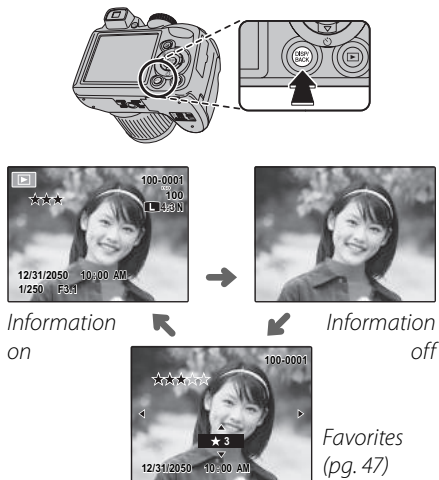 DISP/
BACK
100-0001
100
L 4:3 N
12/31/2050 10:00 AM
1/250 F3.1
Information
on
Information
off
100-0001
★ 3
12/31/2050 10:00 AM
Favorites
(pg. 47)